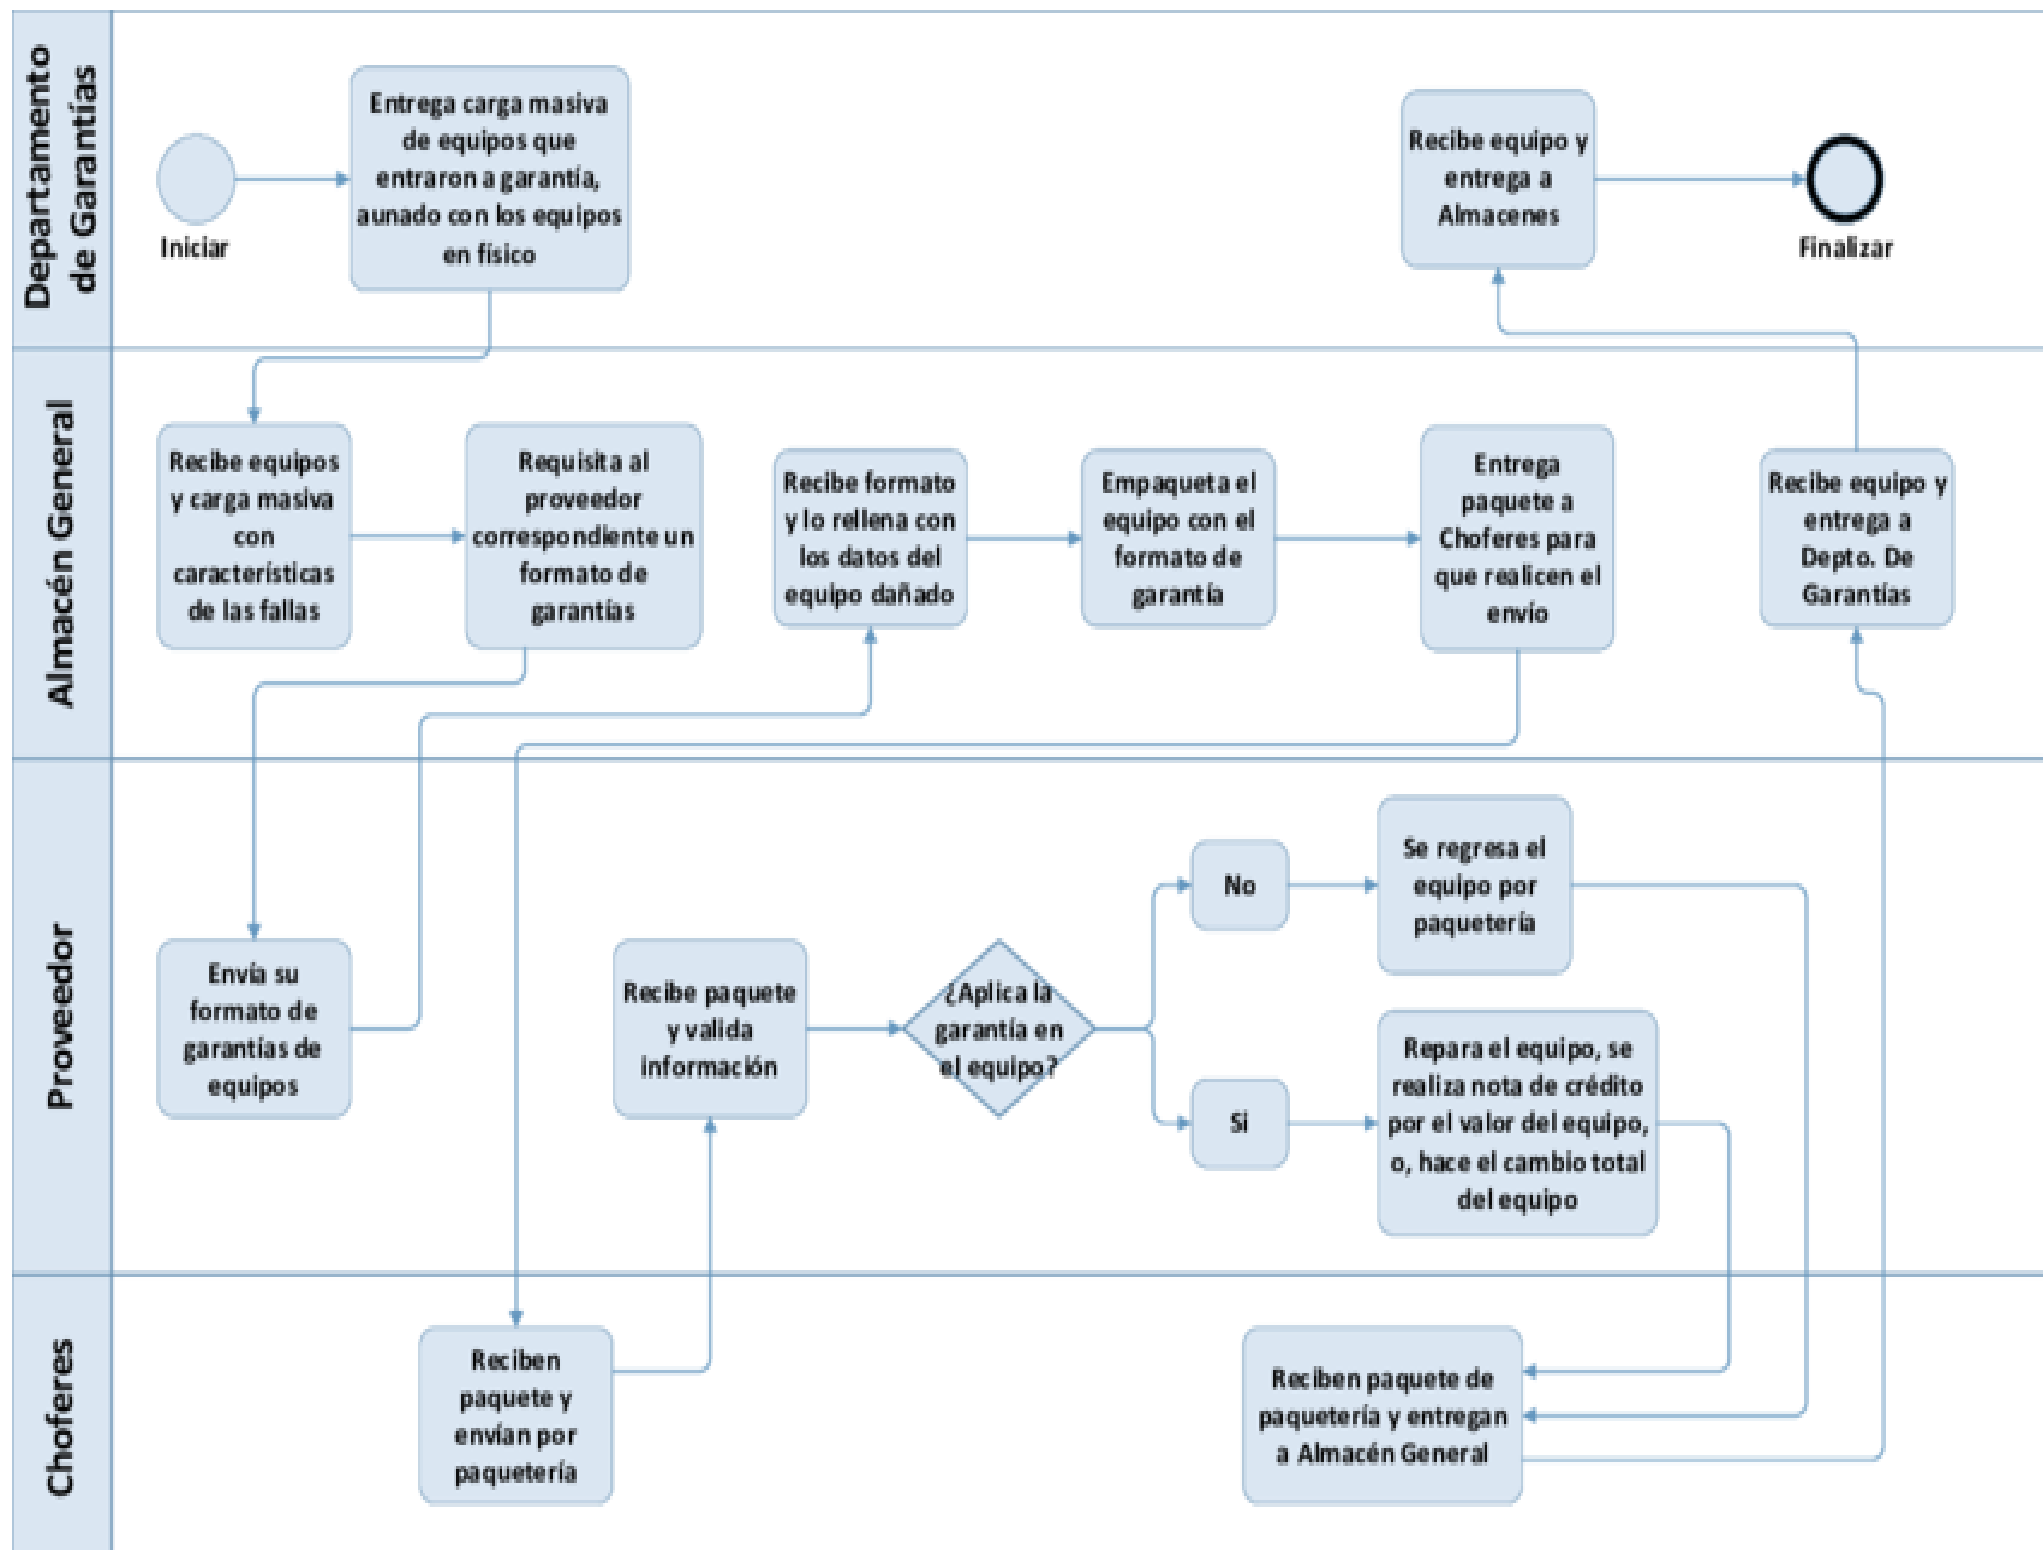 Departamento
de Garantías
Iniciar
Entrega carga masiva
de equipos que
entraron a garantía,
aunado con los equipos
en físico
Recibe equipo y
entrega a
Almacenes
Finalizar
Almacén General
Recibe equipos
y carga masiva
con
características
de las fallas
Requisita al
proveedor
correspondiente un
formato de
garantías
Recibe formato
y lo rellena con
los datos del
equipo dañado
Empaqueta el
equipo con el
formato de
garantía
Entrega
paquete a
Choferes para
que realicen el
envío
Recibe equipo y
entrega a
Depto. De
Garantías
Proveedor
Envía su
formato de
garantías de
equipos
Recibe paquete
y valida
información
¿Aplica la
garantía en
el equipo?
No
Se regresa el
equipo por
paquetería
Si
Repara el equipo, se
realiza nota de crédito
por el valor del equipo,
o, hace el cambio total
del equipo
Choferes
Reciben
paquete y
envían por
paquetería
Reciben paquete de
paquetería y entregan
a Almacén General